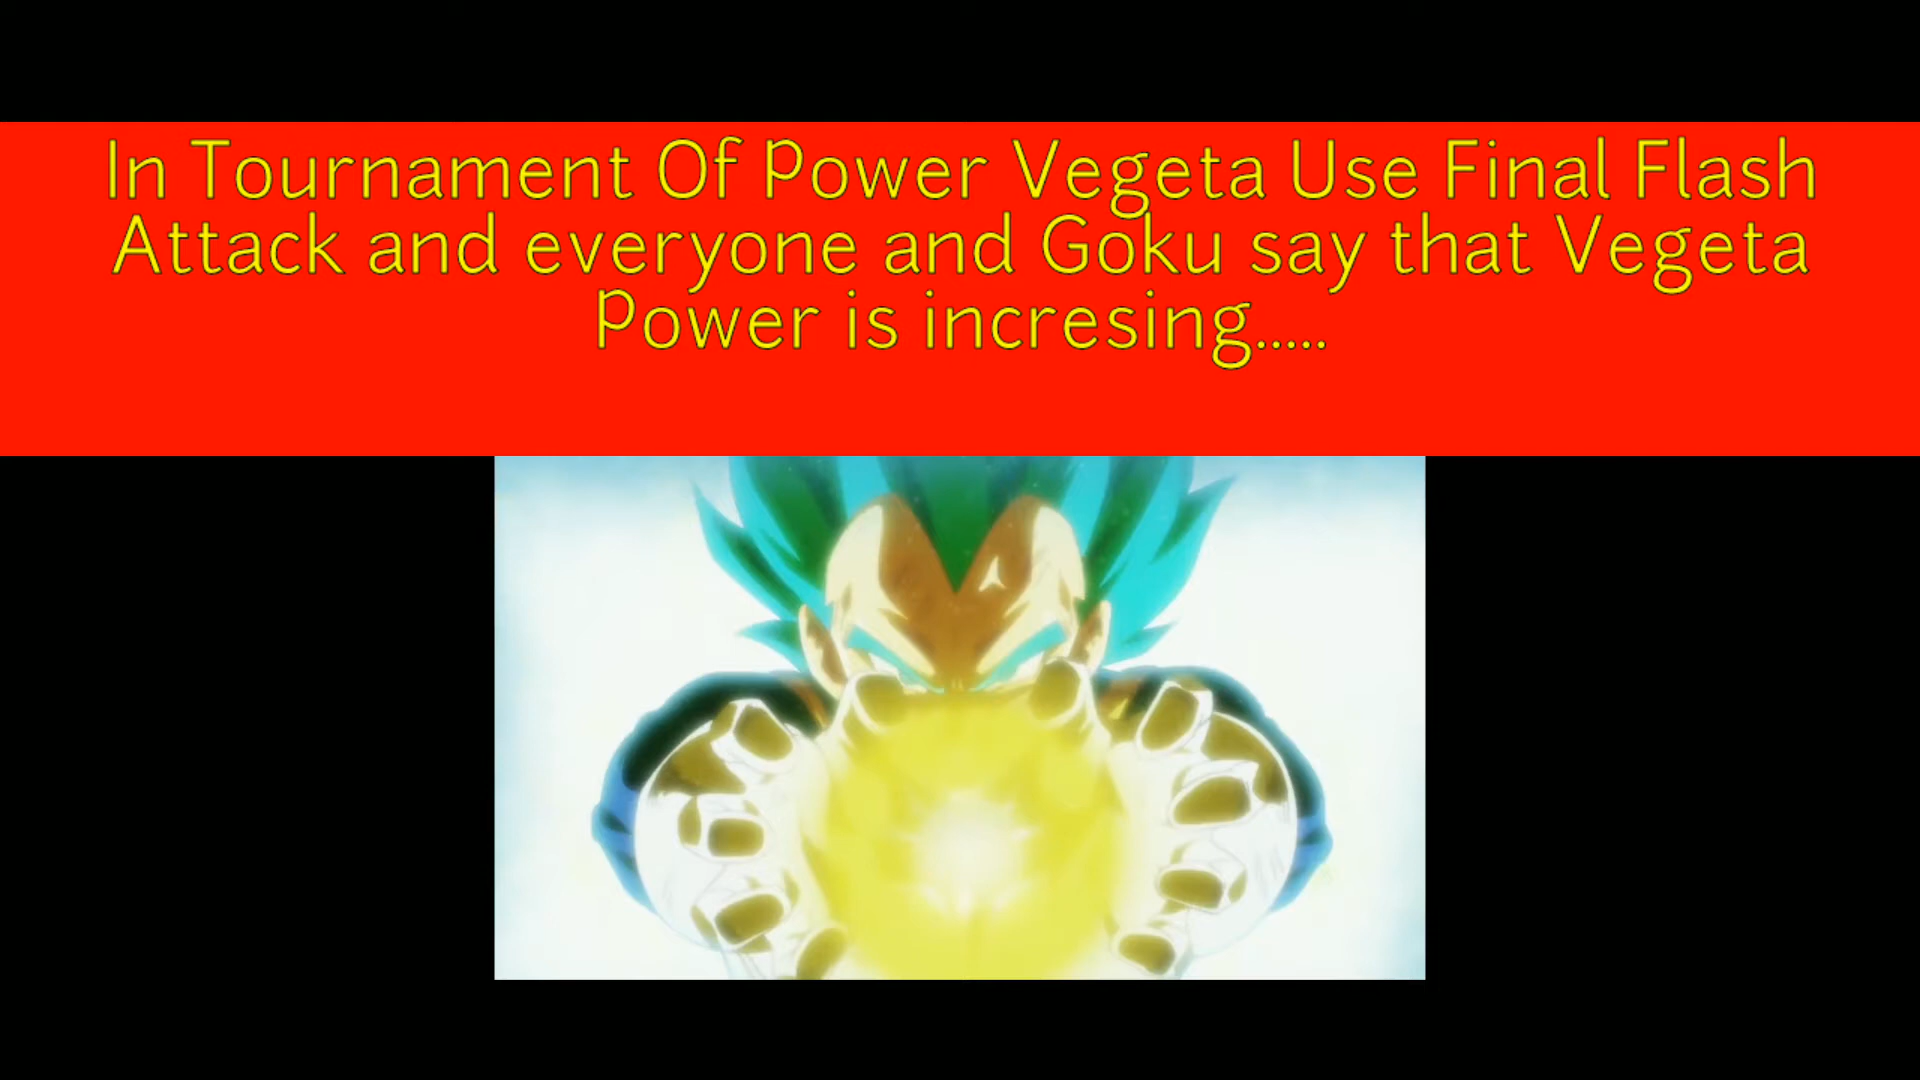 In Tournament Of Power Vegeta Use Final Flash
Attack and everyone and Goku say that Vegeta
Power is incresing.....